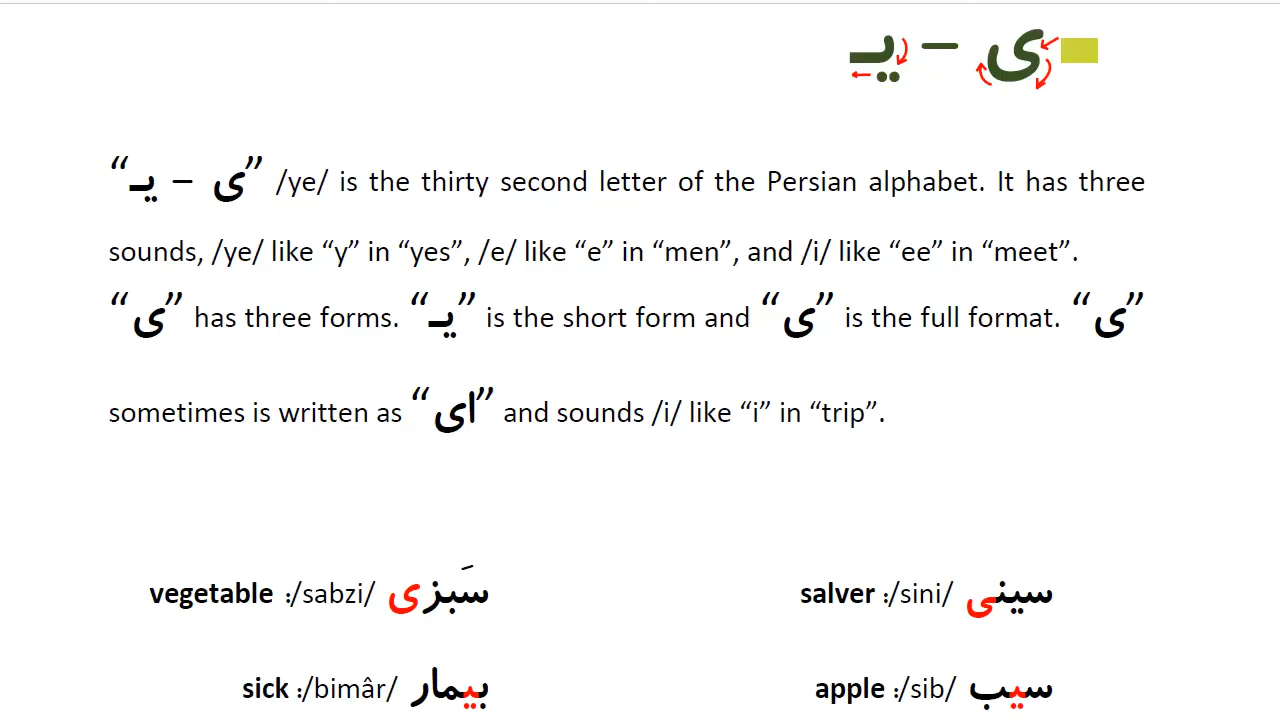 ی – یـ
“ی – یـ” /ye/ is the thirty second letter of the Persian alphabet. It has three
sounds, /ye/ like “y” in “yes”, /e/ like “e” in “men”, and /i/ like “ee” in “meet”.
“ی” has three forms. “یـ” is the short form and “ی” is the full format. “ی”
sometimes is written as “ای” and sounds /i/ like “i” in “trip”.
vegetable :/sabzi/ سَبزی salver :/sini/ سینی
sick :/bimâr/ بیمار apple :/sib/ سیب